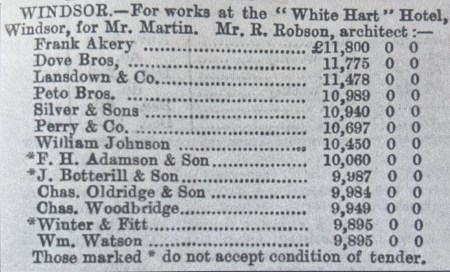 WINDSOR.—For works at the "White Hart" Hotel,
Windsor, for Mr. Martin. Mr. R. Robson, architect :—
Frank Akery .......................... £11,800 0 0
Dove Bros, ............................ 11,775 0 0
Lansdown & Co......................... 11,478 0 0
Peto Bros. ............................ 10,989 0 0
Silver & Sons ......................... 10,940 0 0
Perry & Co. ........................... 10,697 0 0
William Johnson ....................... 10,450 0 0
*F. H. Adamson & Son.................. 10,060 0 0
*J. Botterill & Son.................... 9,987 0 0
Chas. Oldridge & Son .................. 9,984 0 0
Chas. Woodbridge....................... 9,949 0 0
*Winter & Fitt......................... 9,895 0 0
Wm. Watson............................. 9,895 0 0
Those marked * do not accept condition of tender.